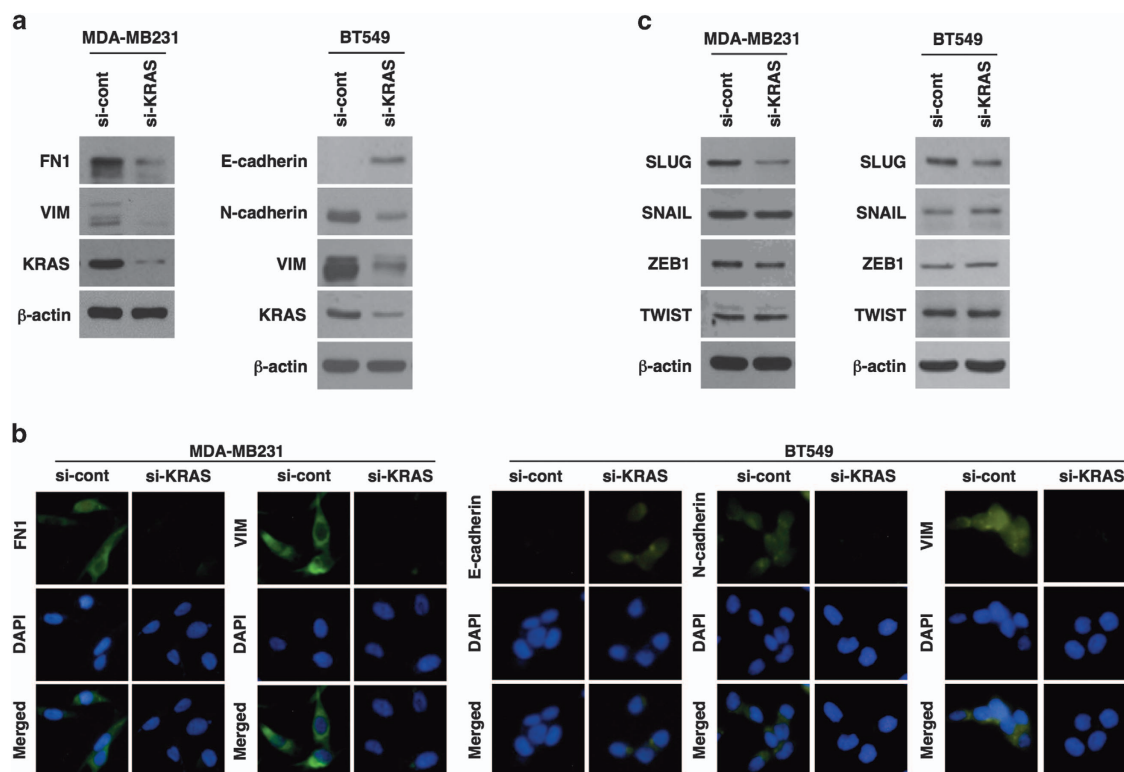 a
MDA-MB231
si-cont
si-KRAS
FN1
VIM
KRAS
β-actin
BT549
si-cont
si-KRAS
E-cadherin
N-cadherin
VIM
KRAS
β-actin
c
MDA-MB231
si-cont
si-KRAS
SLUG
SNAIL
ZEB1
TWIST
β-actin
BT549
si-cont
si-KRAS
SLUG
SNAIL
ZEB1
TWIST
β-actin
b
MDA-MB231
si-cont si-KRAS
FN1
DAPI
Merged
si-cont si-KRAS
VIM
DAPI
Merged
BT549
si-cont si-KRAS
E-cadherin
DAPI
Merged
si-cont si-KRAS
N-cadherin
DAPI
Merged
si-cont si-KRAS
VIM
DAPI
Merged